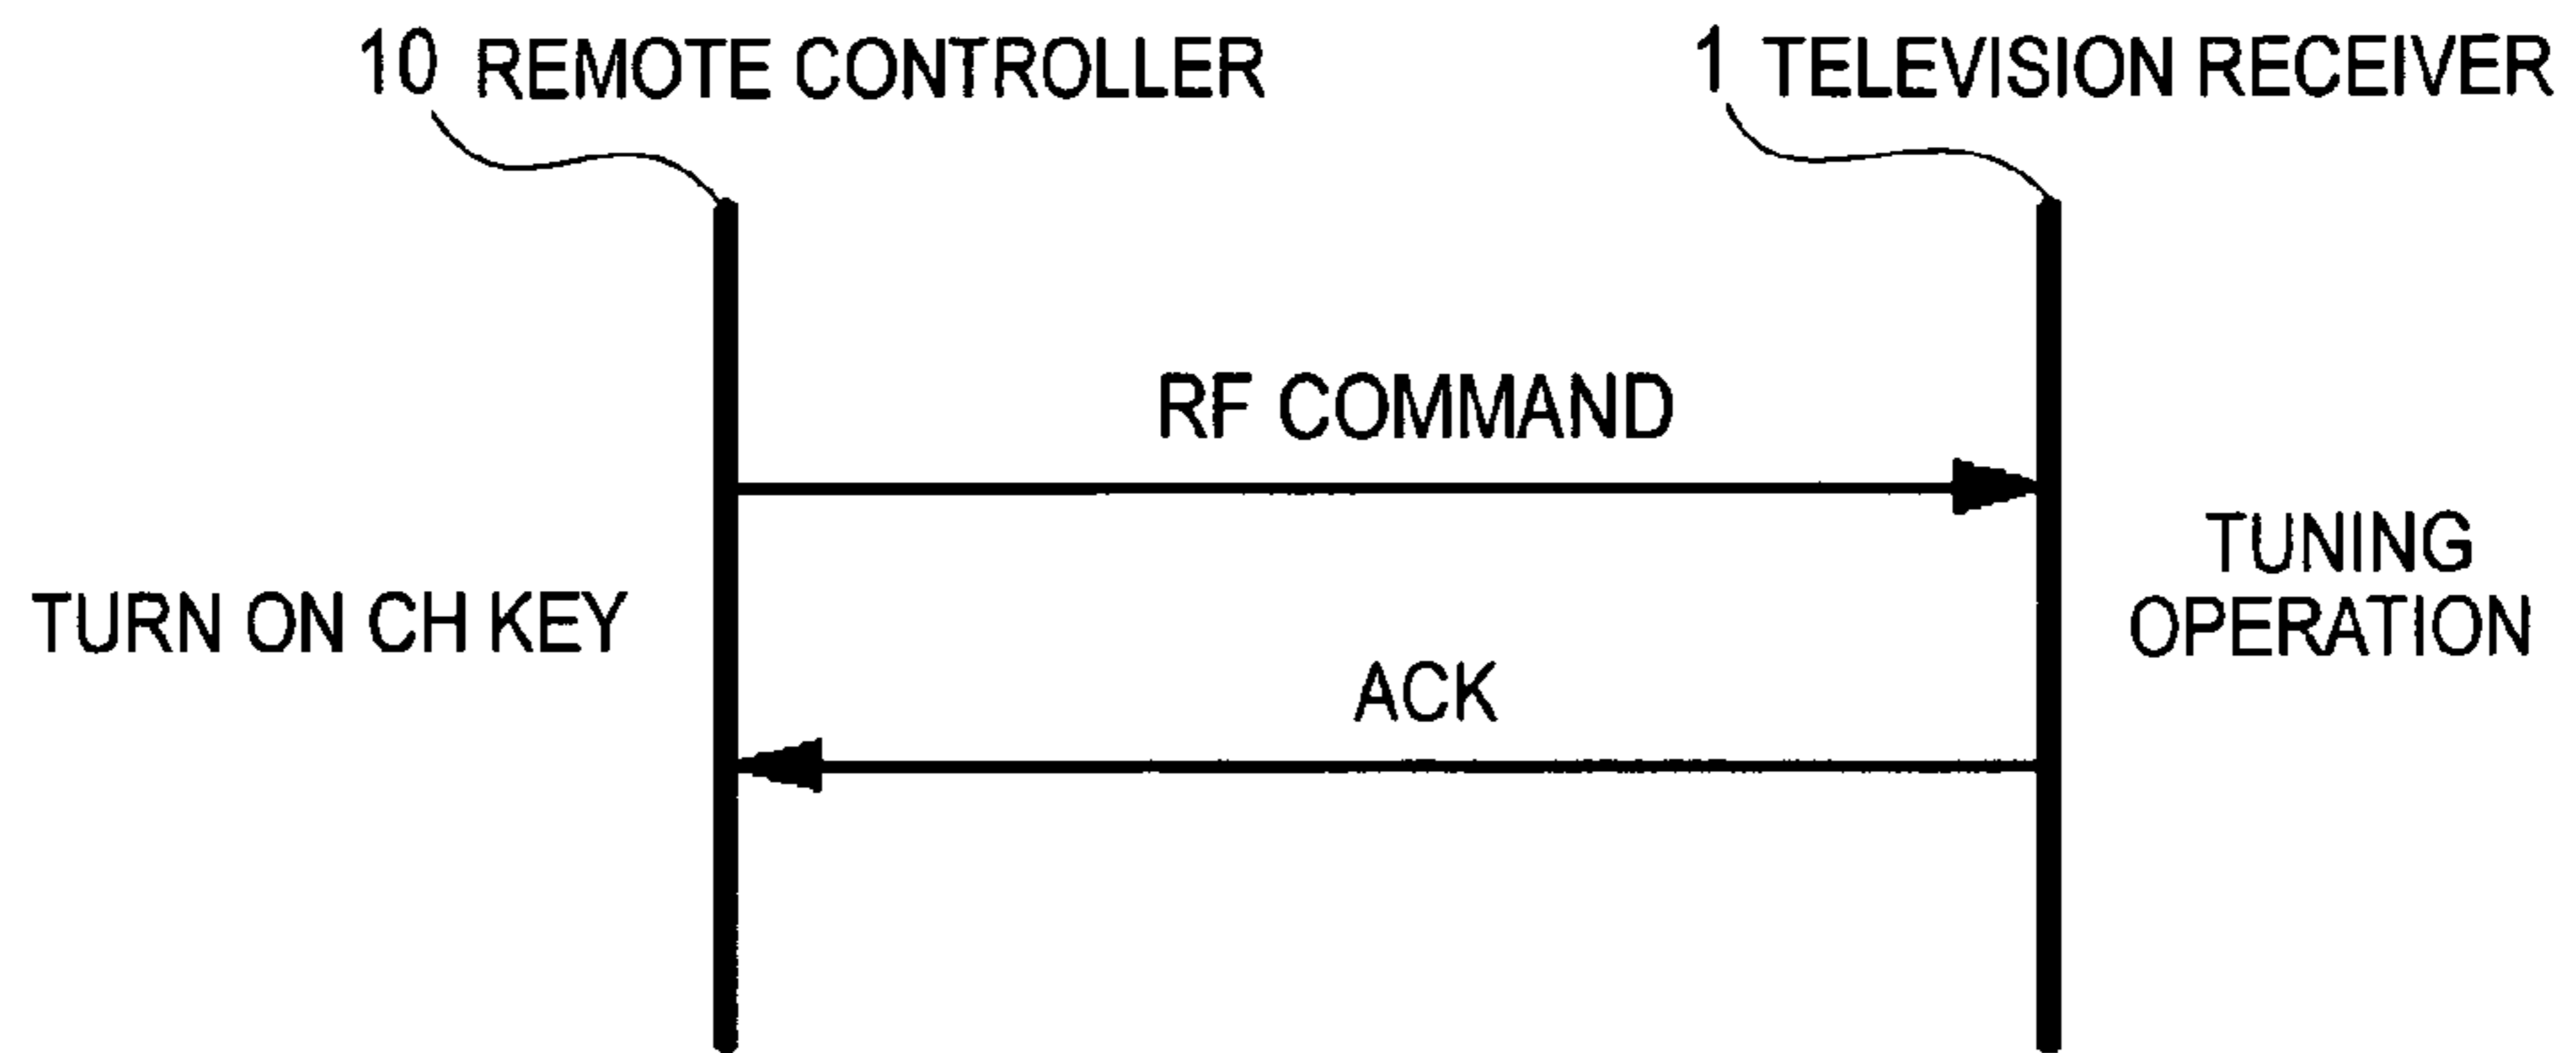 10 REMOTE CONTROLLER
1 TELEVISION RECEIVER
RF COMMAND
TUNING
OPERATION
TURN ON CH KEY
ACK